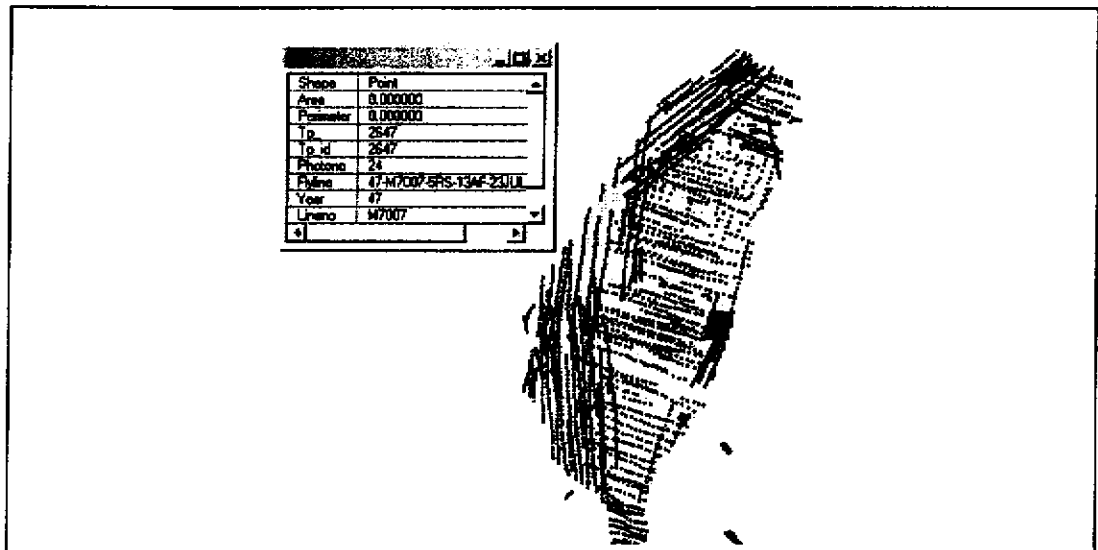 Shape Point
Area 0.000000
Perimeter 0.000000
Tp_ 2647
Tp_id 2647
Photono 24
Flyline 47-M7007-5RS-13AF-23JUL
Year 47
Lineno M7007